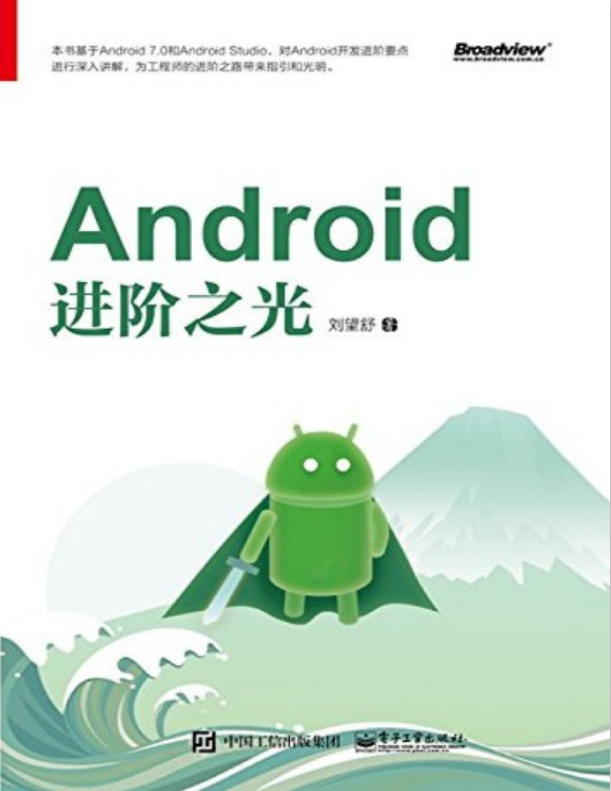 本书基于Android 7.0和Android Studio，对Android开发进阶要点
进行深入讲解，为工程师的进阶之路带来指引和光明。
Broadview®
www.broadview.com.cn
Android
进阶之光
刘望舒 著
中国工信出版集团
电子工业出版社
PUBLISHING HOUSE OF ELECTRONICS INDUSTRY
http://www.phei.com.cn